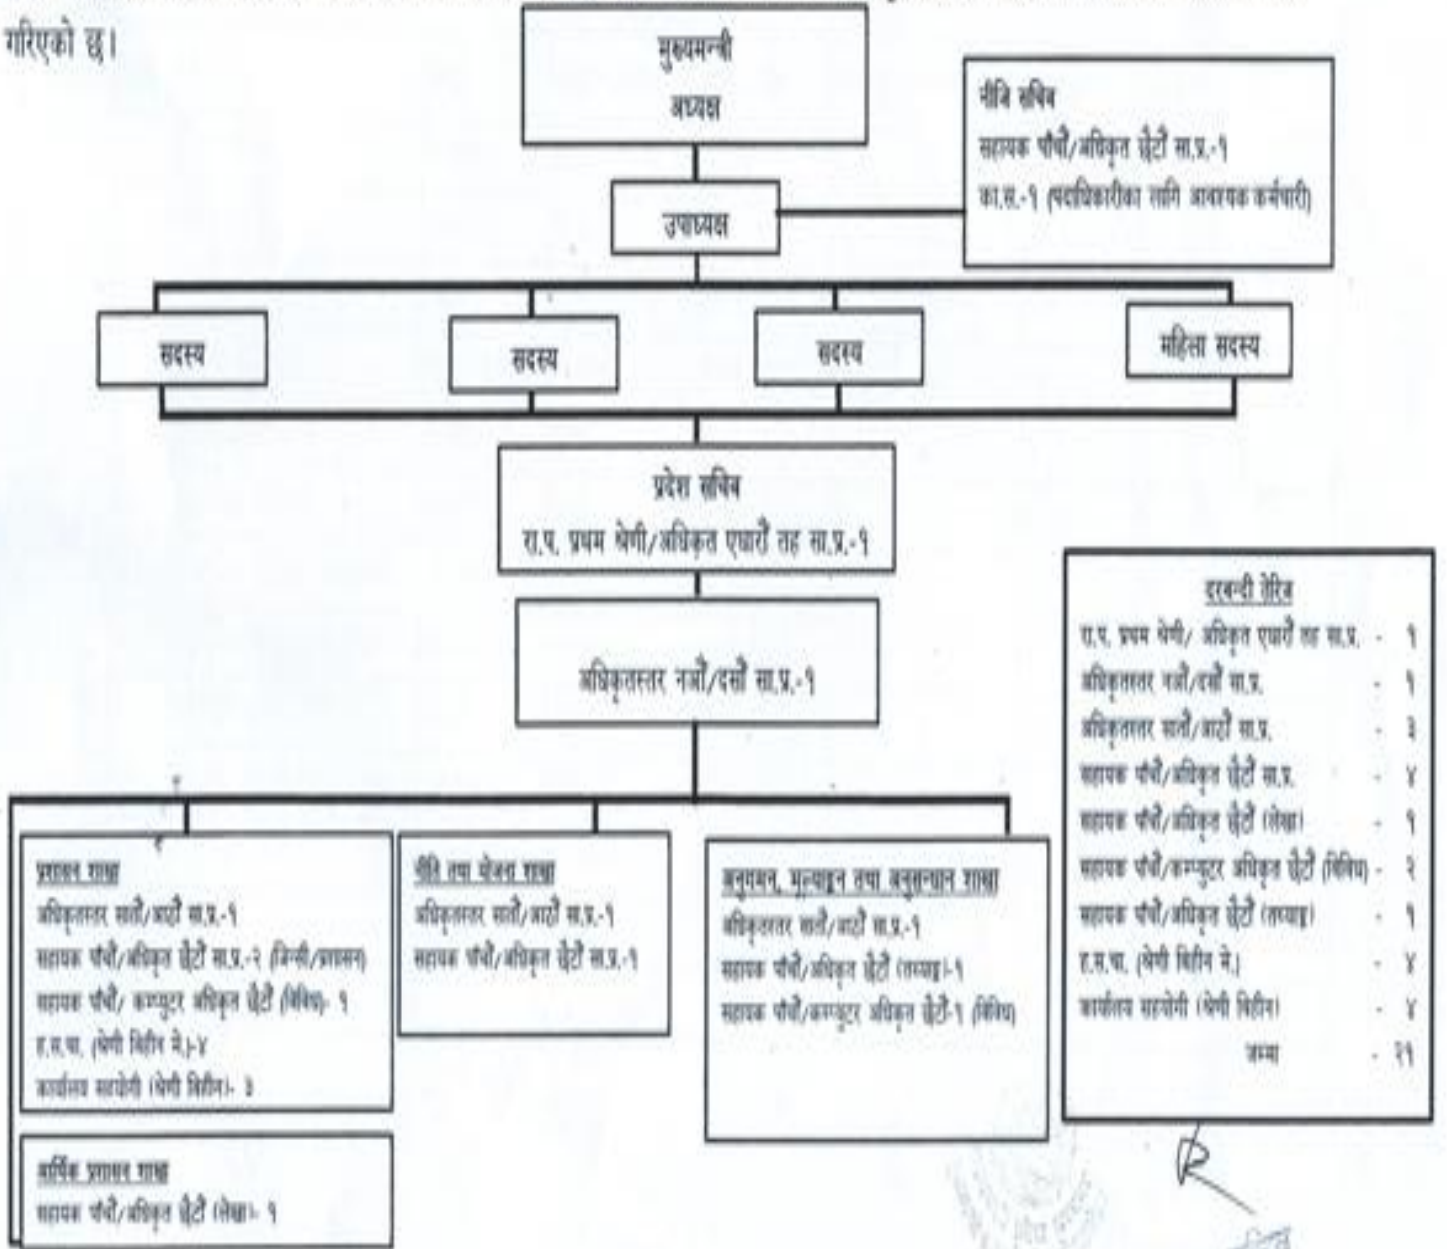 गरिएको छ।
मुख्यमन्त्री
अध्यक्ष
नीजि सचिव
सहायक पाँचौं/अधिकृत छैटौं सा.प्र.-१
का.स.-१ (पदाधिकारीका लागि आवश्यक कर्मचारी)
उपाध्यक्ष
सदस्य
सदस्य
सदस्य
महिला सदस्य
प्रदेश सचिव
रा.प. प्रथम श्रेणी/अधिकृत एघारौं तह सा.प्र.-१
अधिकृतस्तर नओौं/दसौं सा.प्र.-१
दरबन्दी तेरिज
रा.प. प्रथम श्रेणी/ अधिकृत एघारौं तह सा.प्र. - १
अधिकृतस्तर नओौं/दसौं सा.प्र. - १
अधिकृतस्तर सातौं/आठौं सा.प्र. - ३
सहायक पाँचौं/अधिकृत छैटौं सा.प्र. - ४
सहायक पाँचौं/अधिकृत छैटौं (लेखा) - १
सहायक पाँचौं/कम्प्युटर अधिकृत छैटौं (विविध) - २
सहायक पाँचौं/अधिकृत छैटौं (तथ्याङ्क) - १
ह.स.चा. (श्रेणी बिहीन मे.) - ४
कार्यालय सहयोगी (श्रेणी बिहीन) - ४
जम्मा - २१
प्रशासन शाखा
अधिकृतस्तर सातौं/आठौं सा.प्र.-१
सहायक पाँचौं/अधिकृत छैटौं सा.प्र.-२ (जिन्सी/प्रशासन)
सहायक पाँचौं/ कम्प्युटर अधिकृत छैटौं (विविध)- १
ह.स.चा. (श्रेणी बिहीन मे.)-४
कार्यालय सहयोगी (श्रेणी बिहीन)- ३
नीति तथा योजना शाखा
अधिकृतस्तर सातौं/आठौं सा.प्र.-१
सहायक पाँचौं/अधिकृत छैटौं सा.प्र.-१
अनुगमन, मूल्याङ्कन तथा अनुसन्धान शाखा
अधिकृतस्तर सातौं/आठौं सा.प्र.-१
सहायक पाँचौं/अधिकृत छैटौं (तथ्याङ्क)-१
सहायक पाँचौं/कम्प्युटर अधिकृत छैटौं-१ (विविध)
आर्थिक प्रशासन शाखा
सहायक पाँचौं/अधिकृत छैटौं (लेखा)- १